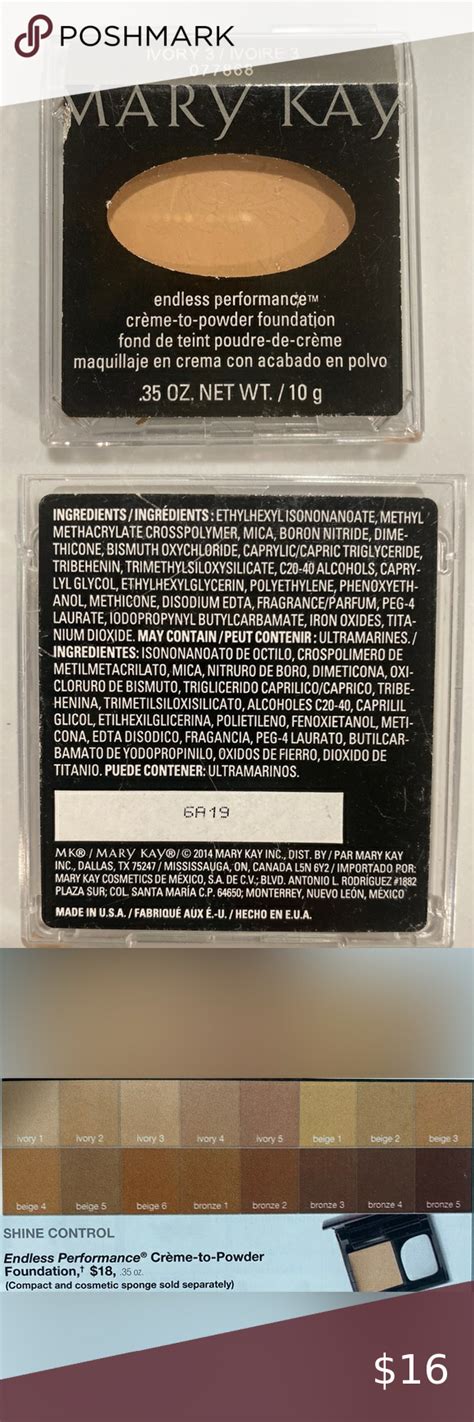 POSHMARK
IVORY 3 / IVOIRE 3
077868
MARY KAY
endless performance™
crème-to-powder foundation
fond de teint poudre-de-crème
maquillaje en crema con acabado en polvo
.35 OZ. NET WT. / 10 g
INGREDIENTS / INGRÉDIENTS : ETHYLHEXYL ISONONANOATE, METHYL
METHACRYLATE CROSSPOLYMER, MICA, BORON NITRIDE, DIME-
THICONE, BISMUTH OXYCHLORIDE, CAPRYLIC/CAPRIC TRIGLYCERIDE,
TRIBEHENIN, TRIMETHYLSILOXYSILICATE, C20-40 ALCOHOLS, CAPRY-
LYL GLYCOL, ETHYLHEXYLGLYCERIN, POLYETHYLENE, PHENOXYETH-
ANOL, METHICONE, DISODIUM EDTA, FRAGRANCE/PARFUM, PEG-4
LAURATE, IODOPROPYNYL BUTYLCARBAMATE, IRON OXIDES, TITA-
NIUM DIOXIDE. MAY CONTAIN / PEUT CONTENIR : ULTRAMARINES. /
INGREDIENTES: ISONONANOATO DE OCTILO, CROSPOLIMERO DE
METILMETACRILATO, MICA, NITRURO DE BORO, DIMETICONA, OXI-
CLORURO DE BISMUTO, TRIGLICERIDO CAPRILICO/CAPRICO, TRIBE-
HENINA, TRIMETILSILOXISILICATO, ALCOHOLES C20-40, CAPRILIL
GLICOL, ETILHEXILGLICERINA, POLIETILENO, FENOXIETANOL, METI-
CONA, EDTA DISODICO, FRAGANCIA, PEG-4 LAURATO, BUTILCAR-
BAMATO DE YODOPROPINILO, OXIDOS DE FIERRO, DIOXIDO DE
TITANIO. PUEDE CONTENER: ULTRAMARINOS.
6A19
MK® / MARY KAY® / © 2014 MARY KAY INC., DIST. BY / PAR MARY KAY
INC., DALLAS, TX 75247 / MISSISSAUGA, ON, CANADA L5N 6Y2 / IMPORTADO POR:
MARY KAY COSMETICS DE MÉXICO, S.A. DE C.V.; BLVD. ANTONIO L. RODRÍGUEZ #1882
PLAZA SUR; COL. SANTA MARÍA C.P. 64650; MONTERREY, NUEVO LEÓN, MÉXICO
MADE IN U.S.A. / FABRIQUÉ AUX É.-U. / HECHO EN E.U.A.
ivory 1 ivory 2 ivory 3 ivory 4 ivory 5 beige 1 beige 2 beige 3
beige 4 beige 5 beige 6 bronze 1 bronze 2 bronze 3 bronze 4 bronze 5
SHINE CONTROL
Endless Performance® Crème-to-Powder
Foundation,† $18, .35 oz.
(Compact and cosmetic sponge sold separately)
$16